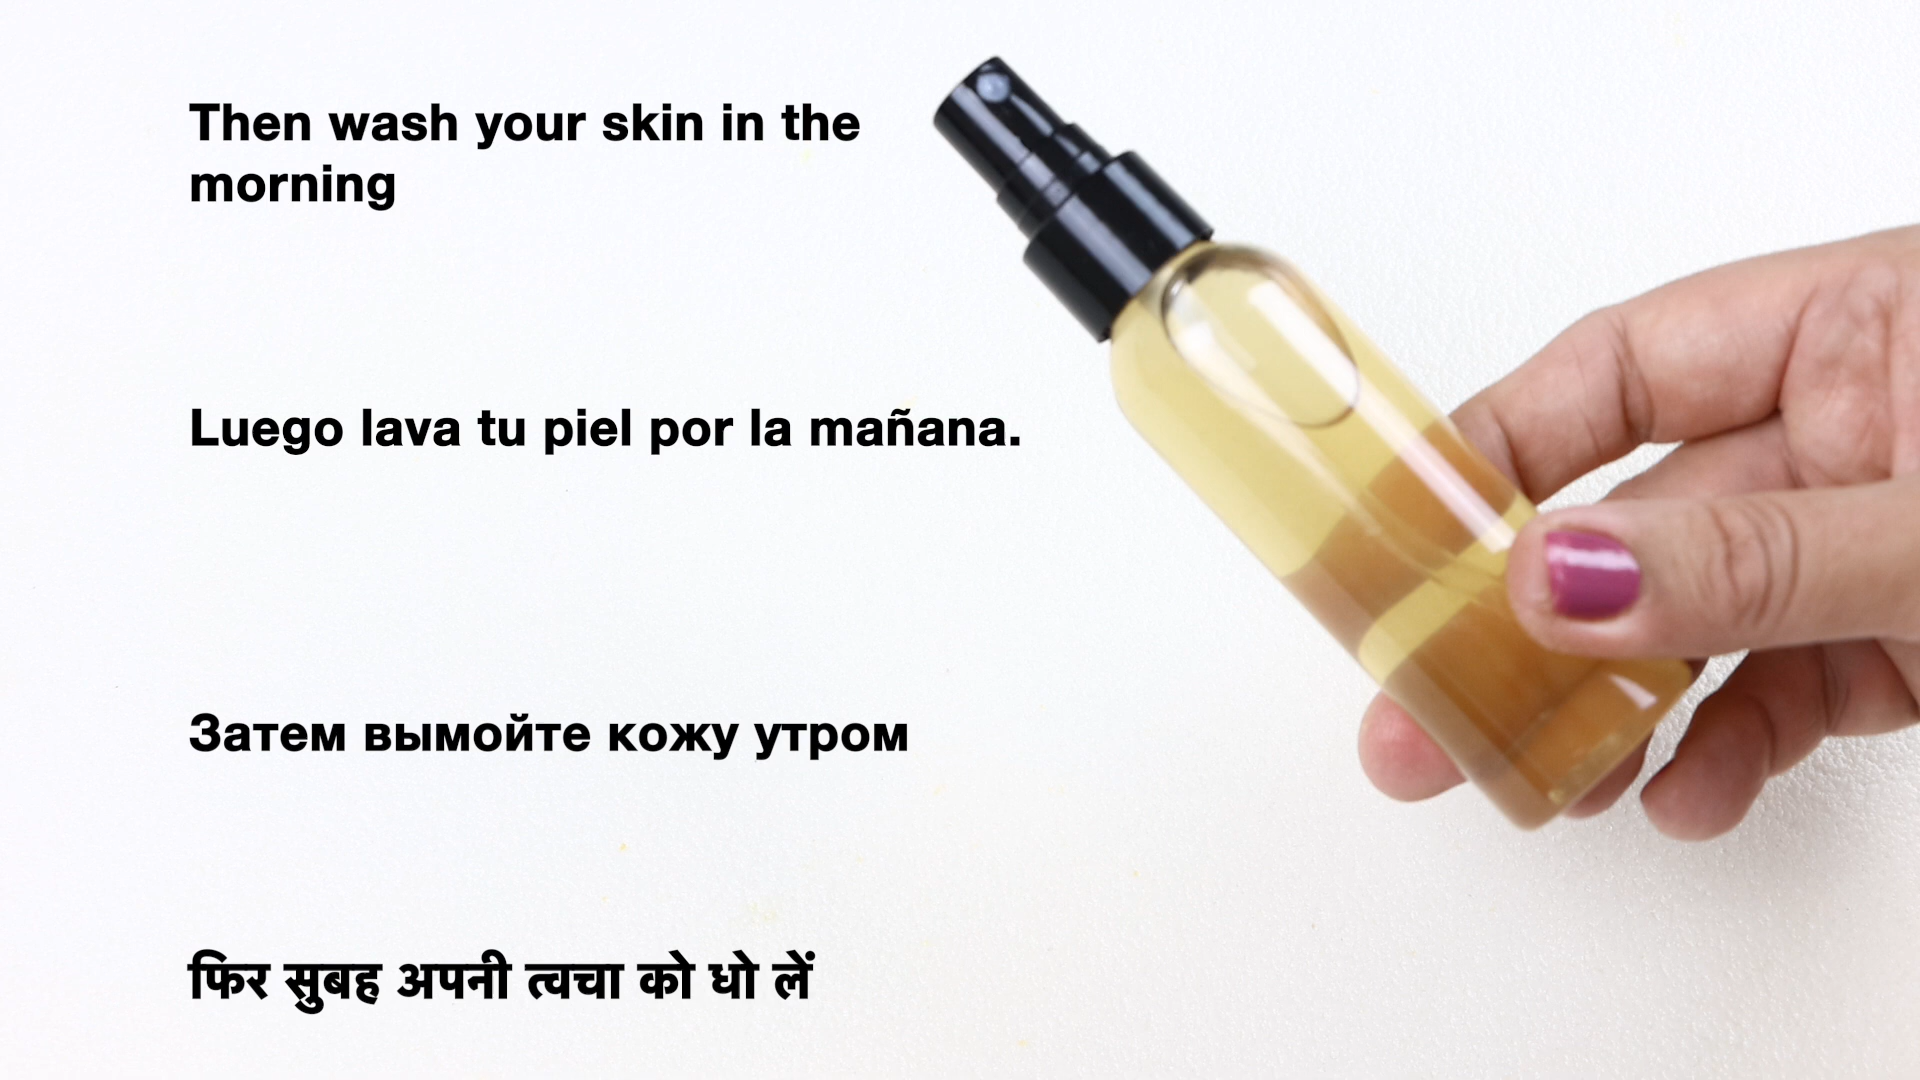 Then wash your skin in the
morning
Luego lava tu piel por la mañana.
Затем вымойте кожу утром
फिर सुबह अपनी त्वचा को धो लें